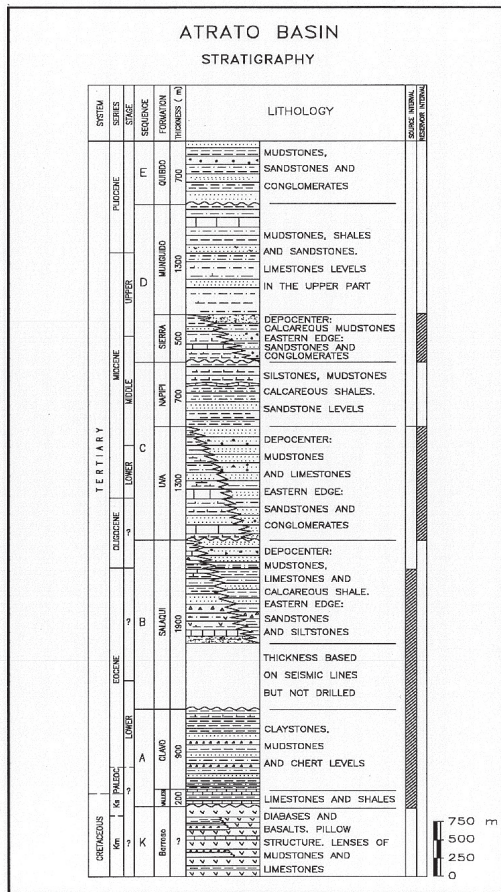 ATRATO BASIN
STRATIGRAPHY
SYSTEM
SERIES
STAGE
SEQUENCE
FORMATION
THICKNESS ( m)
LITHOLOGY
SOURCE INTERVAL
RESERVOIR INTERVAL
TERTIARY
CRETACEOUS
PLIOCENE
MIOCENE
OLIGOCENE
EOCENE
PALEOC
Ks
Km
UPPER
MIDDLE
LOWER
?
?
LOWER
?
?
E
QUIBDO
700
MUDSTONES,
SANDSTONES AND
CONGLOMERATES
D
MUNGUIDO
1300
MUDSTONES, SHALES
AND SANDSTONES.
LIMESTONES LEVELS
IN THE UPPER PART
SIERRA
500
DEPOCENTER:
CALCAREOUS MUDSTONES
EASTERN EDGE:
SANDSTONES AND
CONGLOMERATES
C
NAPIPI
700
SILSTONES, MUDSTONES
CALCAREOUS SHALES.
SANDSTONE LEVELS
UVA
1300
DEPOCENTER:
MUDSTONES
AND LIMESTONES
EASTERN EDGE:
SANDSTONES AND
CONGLOMERATES
B
SALAQUI
1900
DEPOCENTER:
MUDSTONES,
LIMESTONES AND
CALCAREOUS SHALE.
EASTERN EDGE:
SANDSTONES
AND SILTSTONES
THICKNESS BASED
ON SEISMIC LINES
BUT NOT DRILLED
A
CLAVO
900
CLAYSTONES,
MUDSTONES
AND CHERT LEVELS
200
LIMESTONES AND SHALES
K
Barroso
?
DIABASES AND
BASALTS. PILLOW
STRUCTURE. LENSES OF
MUDSTONES AND
LIMESTONES
750 m
500
250
0